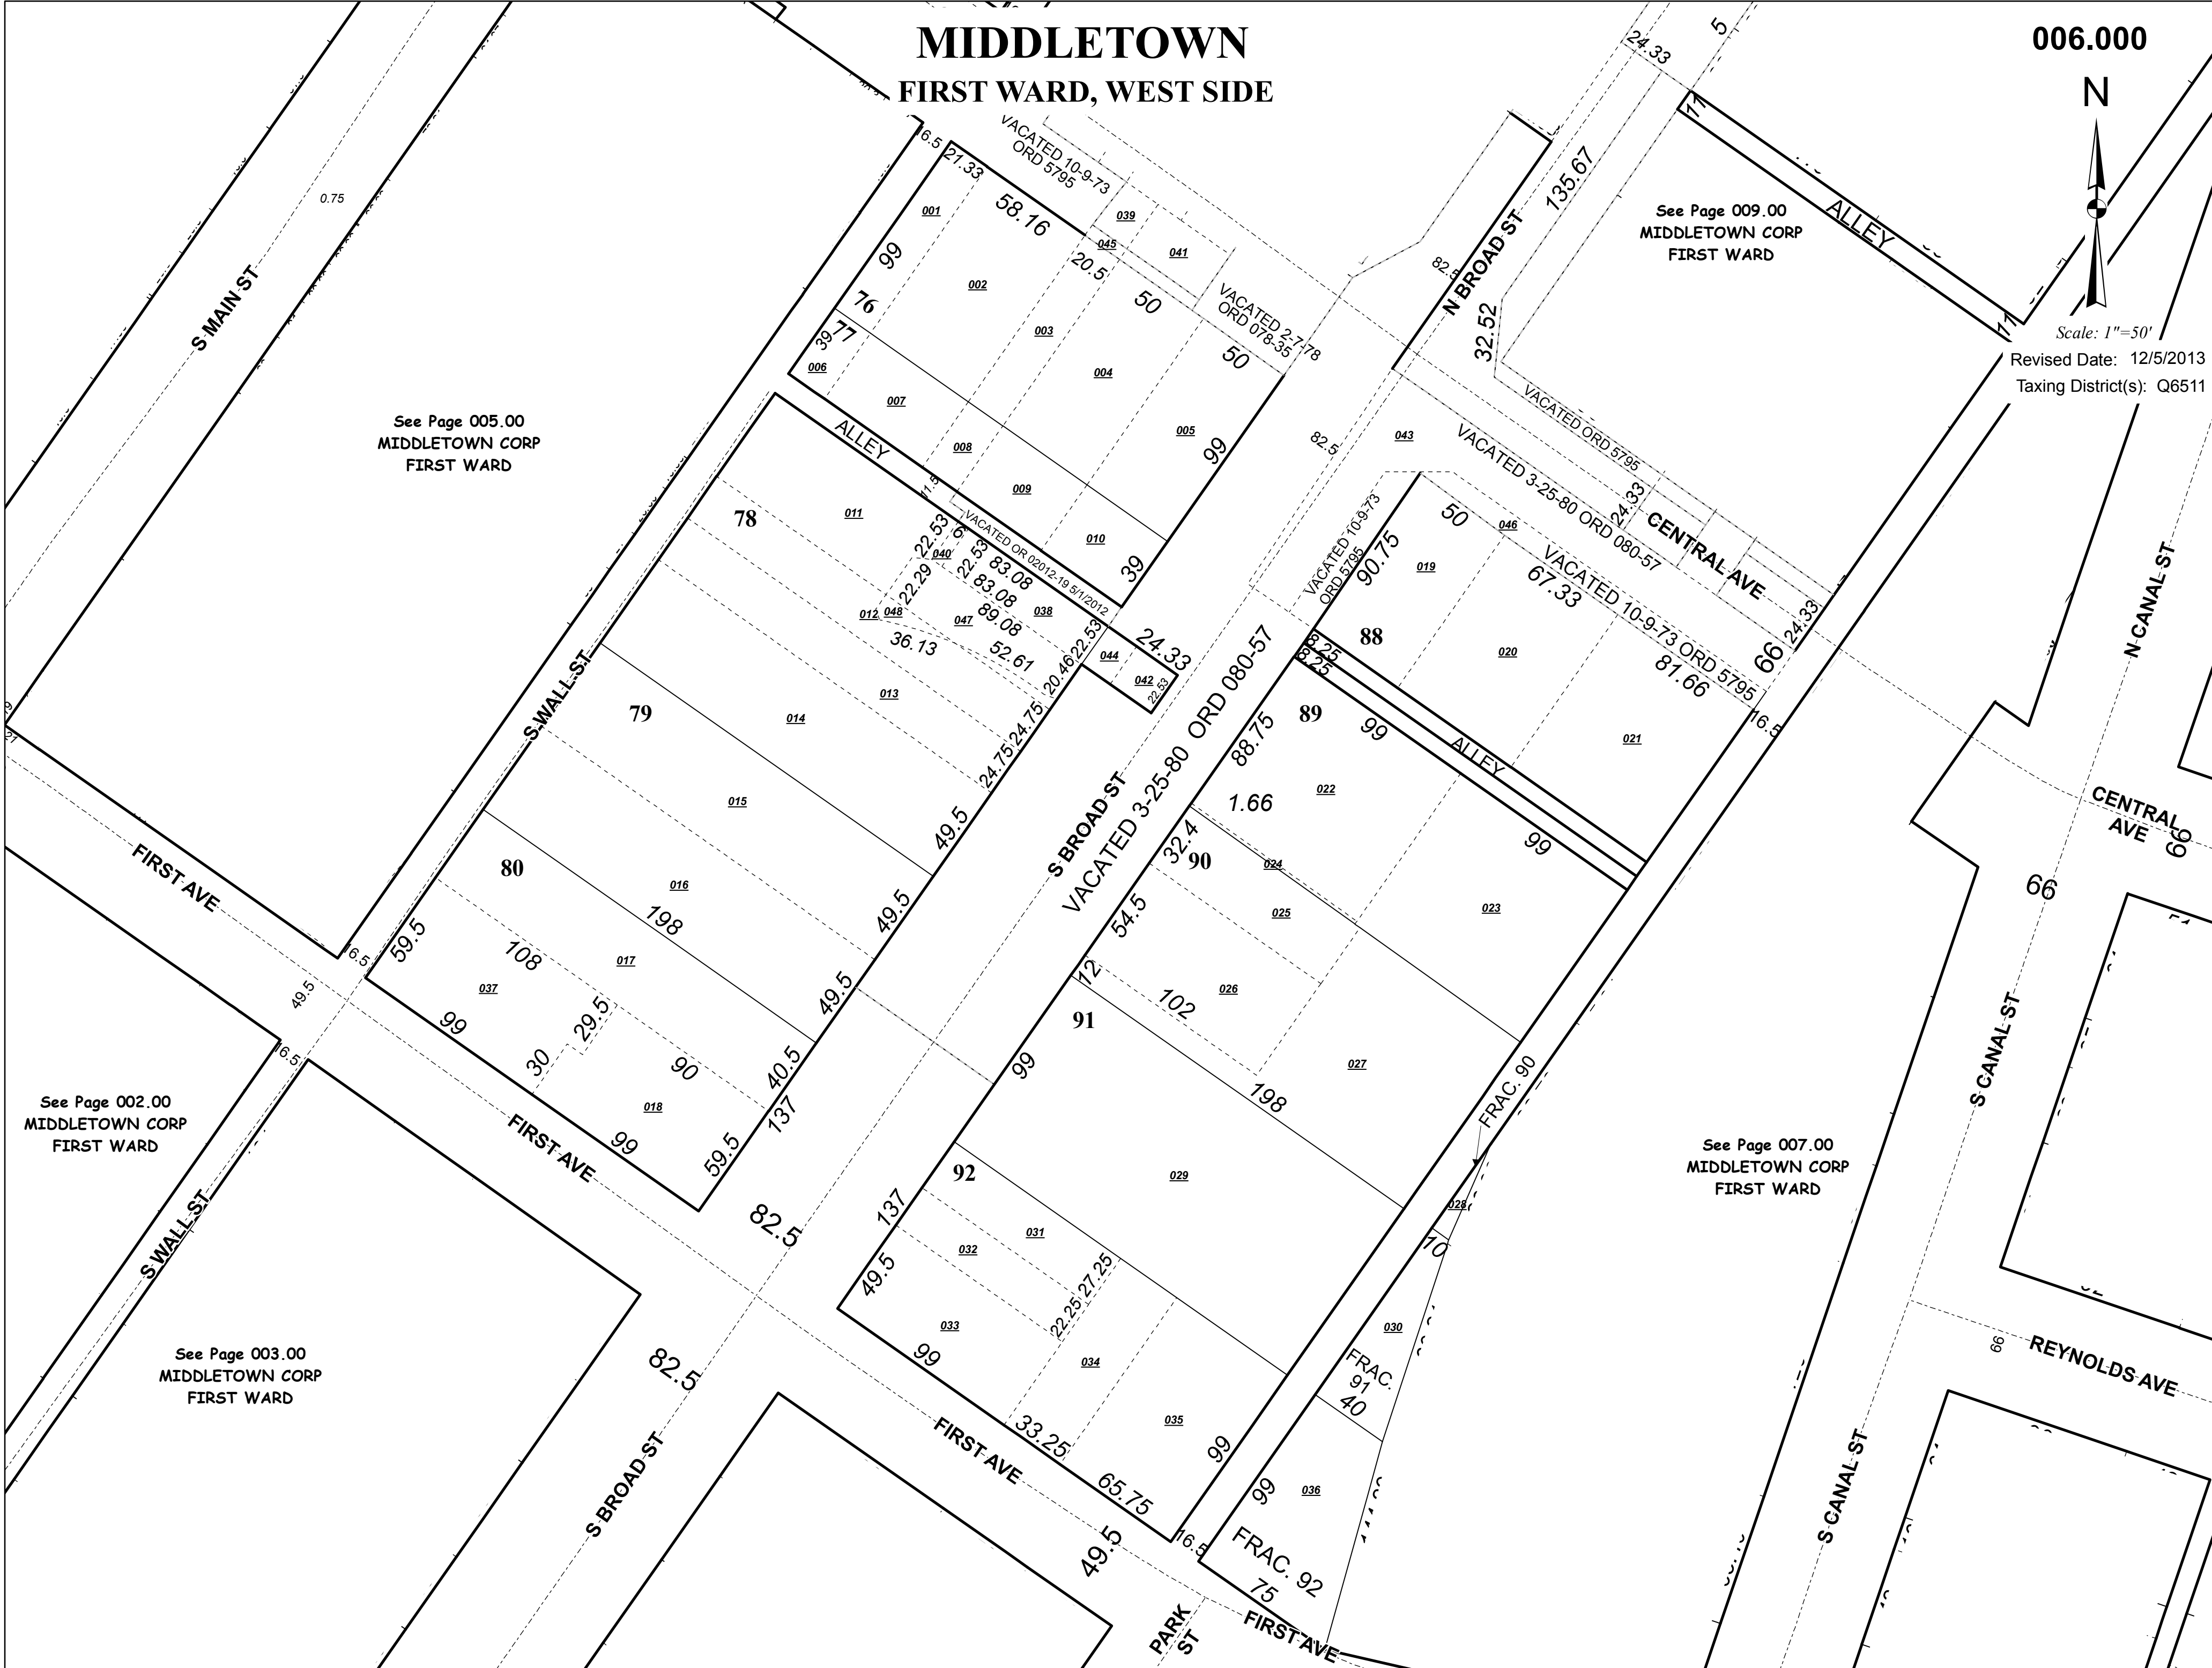 MIDDLETOWN
FIRST WARD, WEST SIDE
006.000
N
Scale: 1"=50'
Revised Date: 12/5/2013
Taxing District(s): Q6511
See Page 009.00
MIDDLETOWN CORP
FIRST WARD
See Page 005.00
MIDDLETOWN CORP
FIRST WARD
See Page 002.00
MIDDLETOWN CORP
FIRST WARD
See Page 003.00
MIDDLETOWN CORP
FIRST WARD
See Page 007.00
MIDDLETOWN CORP
FIRST WARD
S MAIN ST
0.75
S WALL ST
S WALL ST
FIRST AVE
FIRST AVE
FIRST AVE
FIRST AVE
S BROAD ST
S BROAD ST
N BROAD ST
N CANAL ST
S CANAL ST
S CANAL ST
CENTRAL AVE
CENTRAL
AVE
REYNOLDS AVE
PARK
ST
ALLEY
ALLEY
ALLEY
VACATED 10-9-73
ORD 5795
VACATED 2-7-78
ORD 078-35
VACATED ORD 5795
VACATED 3-25-80 ORD 080-57
VACATED 10-9-73 ORD 5795
VACATED 10-9-73
ORD 5795
VACATED OR 02012-19 5/1/2012
VACATED 3-25-80 ORD 080-57
24.33
5
11
135.67
32.52
82.5
82.5
11
16.5
21.33
58.16
20.5
50
50
99
99
39
39
76
77
001
002
003
004
005
006
007
008
009
010
039
041
045
78
79
80
011
012
013
014
015
016
017
018
037
038
040
042
044
047
048
11.5
22.53
6
22.53
83.08
83.08
22.29
89.08
36.13
52.61
20.46
22.53
24.33
22.53
24.75
24.75
49.5
49.5
49.5
40.5
137
59.5
198
108
59.5
99
29.5
30
90
99
16.5
49.5
16.5
82.5
82.5
043
046
019
020
021
88
50
90.75
67.33
81.66
24.33
24.33
66
16.5
8.25
8.25
89
99
99
88.75
1.66
022
023
024
025
026
027
90
32.4
54.5
12
102
91
99
198
029
92
137
49.5
031
032
033
034
035
22.25
27.25
99
33.25
65.75
99
16.5
49.5
FRAC. 90
028
10
030
FRAC.
91
40
036
99
FRAC. 92
75
66
66
66